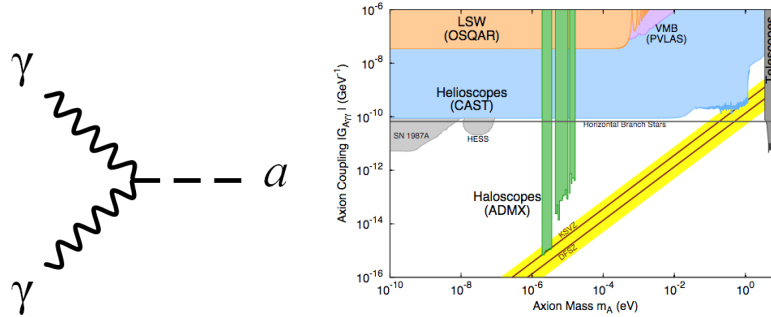 γ
a
γ
Axion Coupling |G_Aγγ | (GeV⁻¹)
10⁻⁶
10⁻⁸
10⁻¹⁰
10⁻¹²
10⁻¹⁴
10⁻¹⁶
LSW
(OSQAR)
VMB
(PVLAS)
Telescopes
Helioscopes
(CAST)
Horizontal Branch Stars
SN 1987A
HESS
Haloscopes
(ADMX)
KSVZ
DFSZ
10⁻¹⁰ 10⁻⁸ 10⁻⁶ 10⁻⁴ 10⁻² 10⁰
Axion Mass m_A (eV)